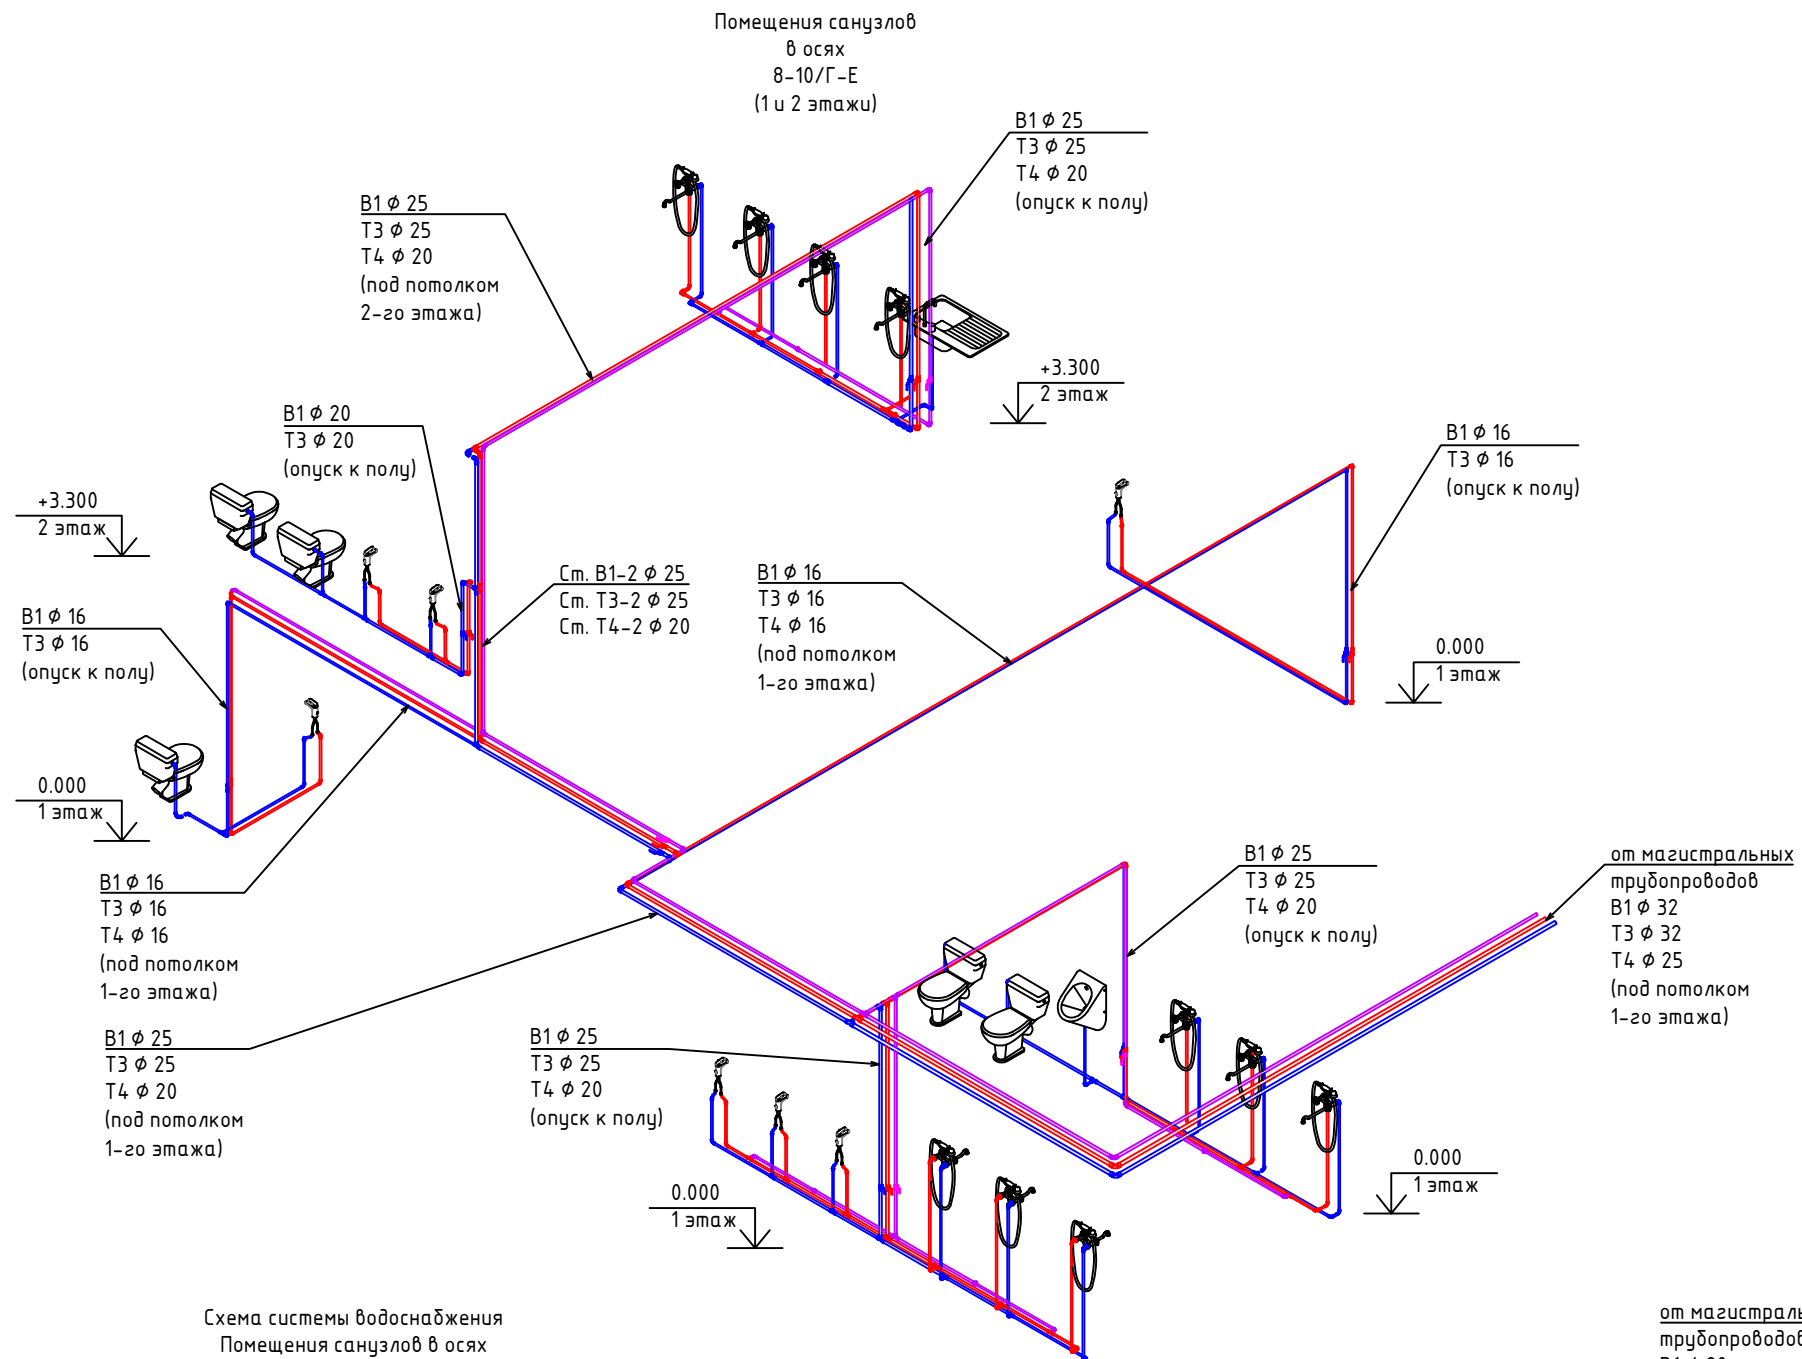 Помещения санузлов
в осях
8-10/Г-Е
(1 и 2 этажи)
В1 ϕ 25
Т3 ϕ 25
Т4 ϕ 20
(опуск к полу)
В1 ϕ 25
Т3 ϕ 25
Т4 ϕ 20
(под потолком
2-го этажа)
+3.300
2 этаж
В1 ϕ 20
Т3 ϕ 20
(опуск к полу)
В1 ϕ 16
Т3 ϕ 16
(опуск к полу)
+3.300
2 этаж
Ст. В1-2 ϕ 25
Ст. Т3-2 ϕ 25
Ст. Т4-2 ϕ 20
В1 ϕ 16
Т3 ϕ 16
Т4 ϕ 16
(под потолком
1-го этажа)
В1 ϕ 16
Т3 ϕ 16
(опуск к полу)
0.000
1 этаж
0.000
1 этаж
В1 ϕ 16
Т3 ϕ 16
Т4 ϕ 16
(под потолком
1-го этажа)
В1 ϕ 25
Т3 ϕ 25
Т4 ϕ 20
(опуск к полу)
от магистральных
трубопроводов
В1 ϕ 32
Т3 ϕ 32
Т4 ϕ 25
(под потолком
1-го этажа)
В1 ϕ 25
Т3 ϕ 25
Т4 ϕ 20
(под потолком
1-го этажа)
В1 ϕ 25
Т3 ϕ 25
Т4 ϕ 20
(опуск к полу)
0.000
1 этаж
0.000
1 этаж
Схема системы водоснабжения
Помещения санузлов в осях
от магистраль
трубопроводов